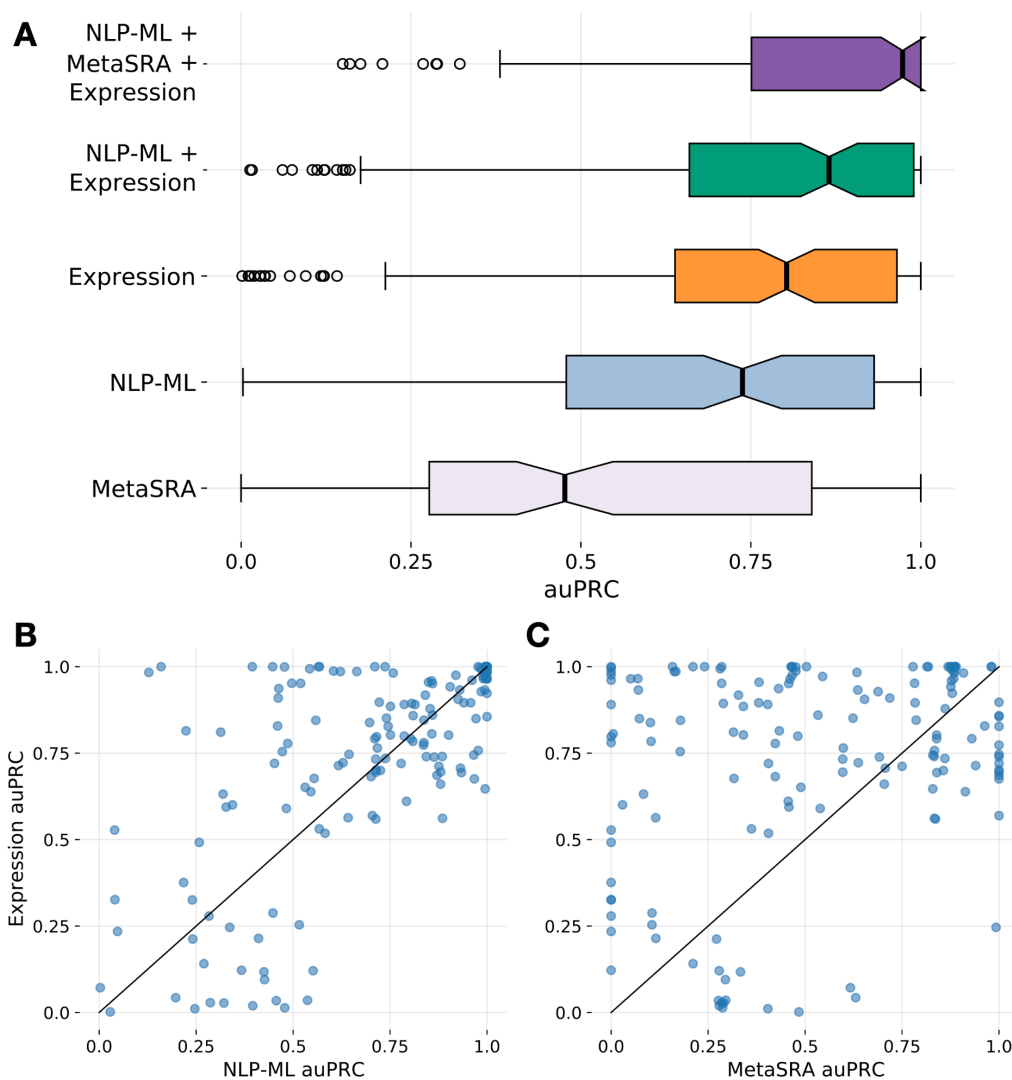 A
NLP-ML +
MetaSRA +
Expression
NLP-ML +
Expression
Expression
NLP-ML
MetaSRA
0.0 0.25 0.5 0.75 1.0
auPRC
B
Expression auPRC
1.0
0.75
0.5
0.25
0.0
0.0 0.25 0.5 0.75 1.0
NLP-ML auPRC
C
1.0
0.75
0.5
0.25
0.0
0.0 0.25 0.5 0.75 1.0
MetaSRA auPRC